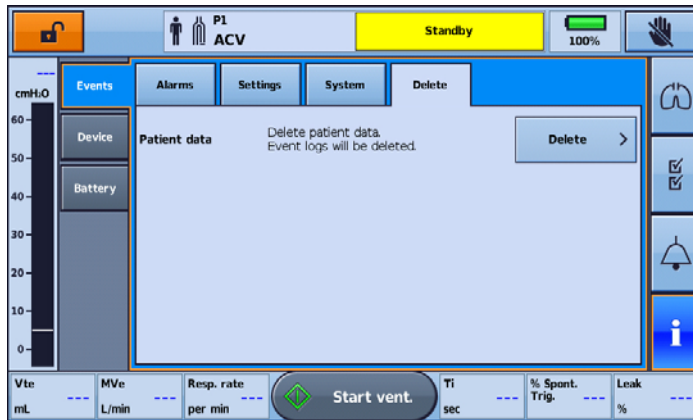 P1
ACV
Standby
100%
---
cmH₂O
60
50
40
30
20
10
0
Events
Device
Battery
Alarms
Settings
System
Delete
Patient data
Delete patient data.
Event logs will be deleted.
Delete >
i
Vte
---
mL
MVe
---
L/min
Resp. rate
---
per min
Start vent.
Ti
---
sec
% Spont.
Trig.
---
Leak
---
%